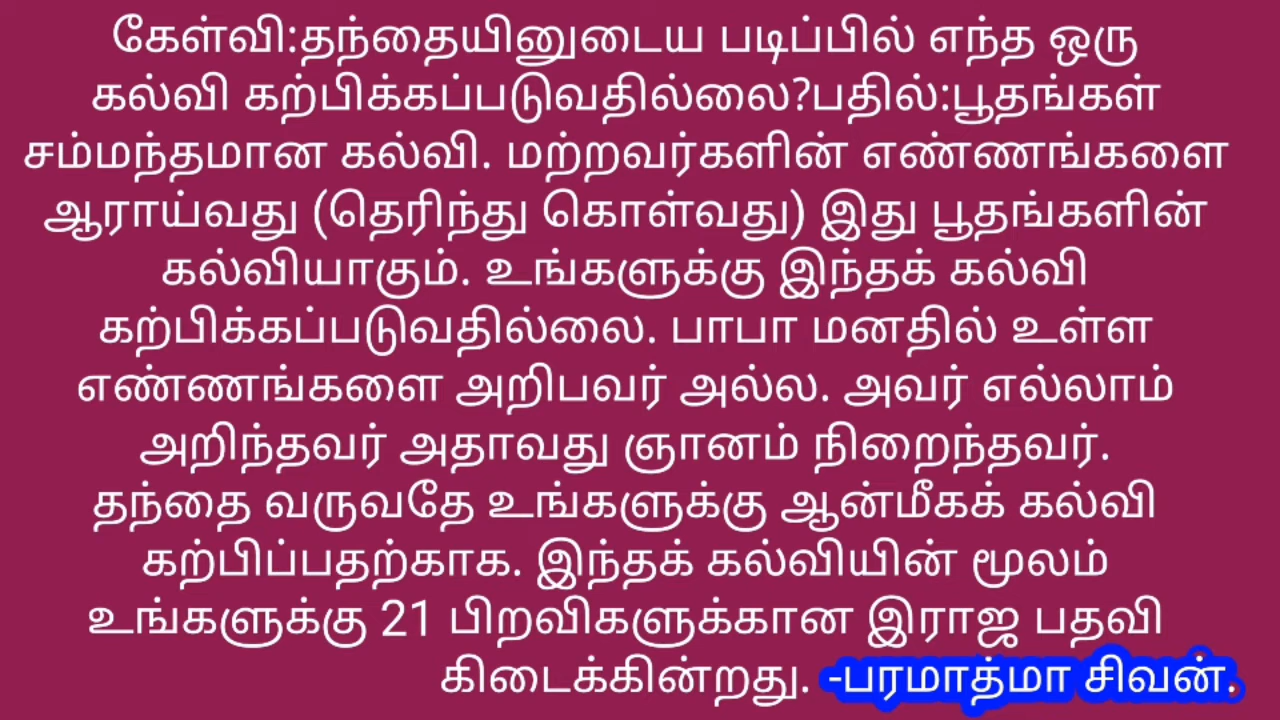 கேள்வி:தந்தையினுடைய படிப்பில் எந்த ஒரு
கல்வி கற்பிக்கப்படுவதில்லை?பதில்:பூதங்கள்
சம்மந்தமான கல்வி. மற்றவர்களின் எண்ணங்களை
ஆராய்வது (தெரிந்து கொள்வது) இது பூதங்களின்
கல்வியாகும். உங்களுக்கு இந்தக் கல்வி
கற்பிக்கப்படுவதில்லை. பாபா மனதில் உள்ள
எண்ணங்களை அறிபவர் அல்ல. அவர் எல்லாம்
அறிந்தவர் அதாவது ஞானம் நிறைந்தவர்.
தந்தை வருவதே உங்களுக்கு ஆன்மீகக் கல்வி
கற்பிப்பதற்காக. இந்தக் கல்வியின் மூலம்
உங்களுக்கு 21 பிறவிகளுக்கான இராஜ பதவி
கிடைக்கின்றது. -பரமாத்மா சிவன்.